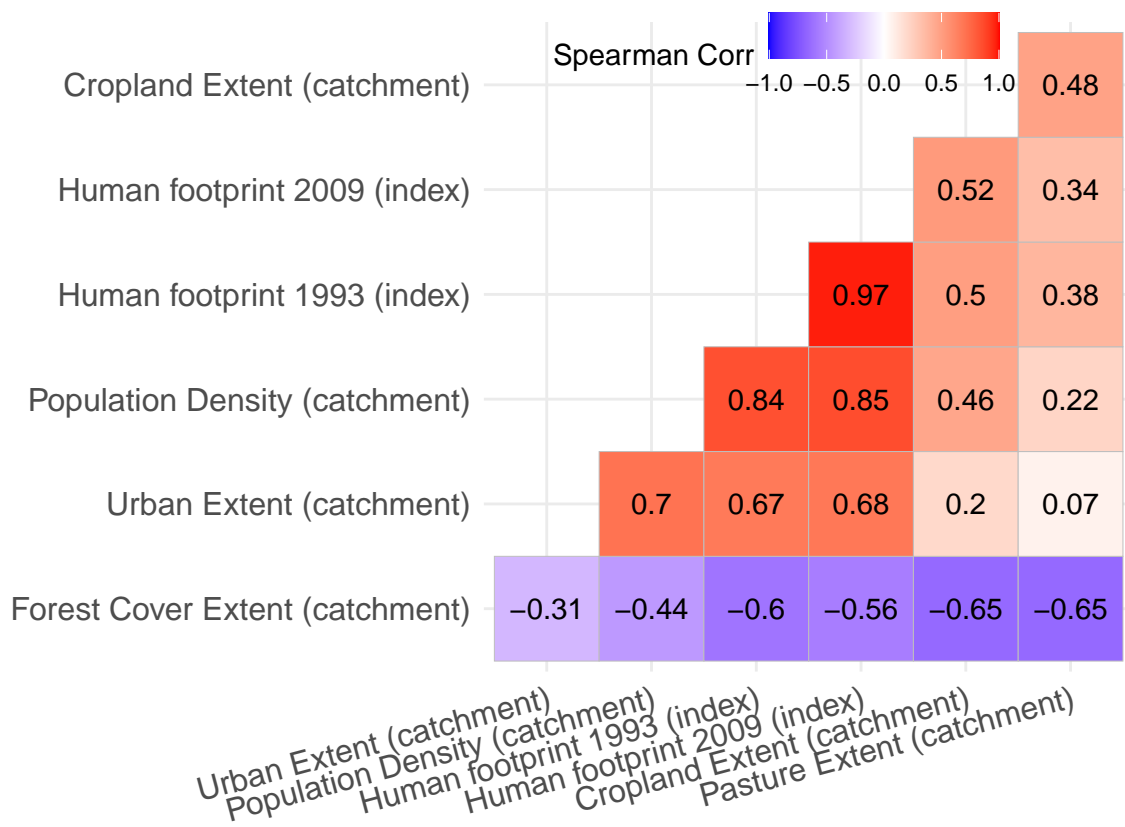 Spearman Corr
−1.0 −0.5 0.0 0.5 1.0
Cropland Extent (catchment) 0.48
Human footprint 2009 (index) 0.52 0.34
Human footprint 1993 (index) 0.97 0.5 0.38
Population Density (catchment) 0.84 0.85 0.46 0.22
Urban Extent (catchment) 0.7 0.67 0.68 0.2 0.07
Forest Cover Extent (catchment) −0.31 −0.44 −0.6 −0.56 −0.65 −0.65
Urban Extent (catchment)
Population Density (catchment)
Human footprint 1993 (index)
Human footprint 2009 (index)
Cropland Extent (catchment)
Pasture Extent (catchment)